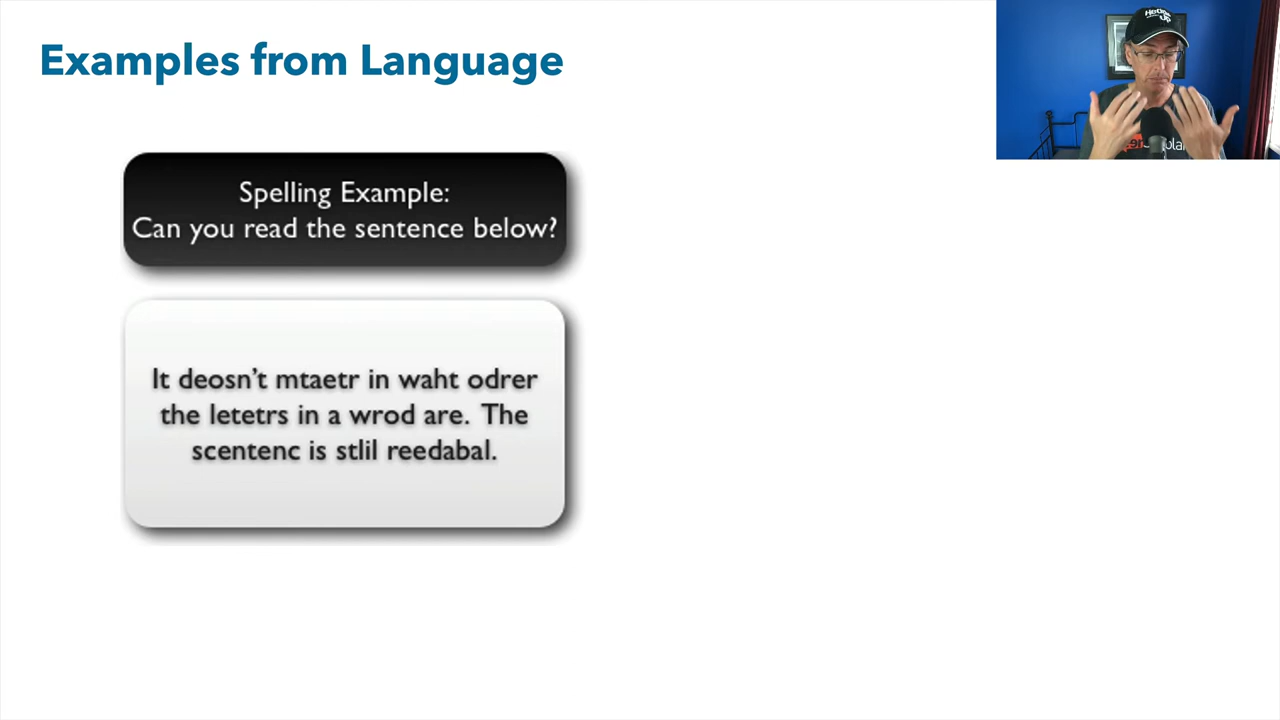 Examples from Language
Spelling Example:
Can you read the sentence below?
It deosn't mtaetr in waht odrer
the letetrs in a wrod are. The
scentenc is stlil reedabal.